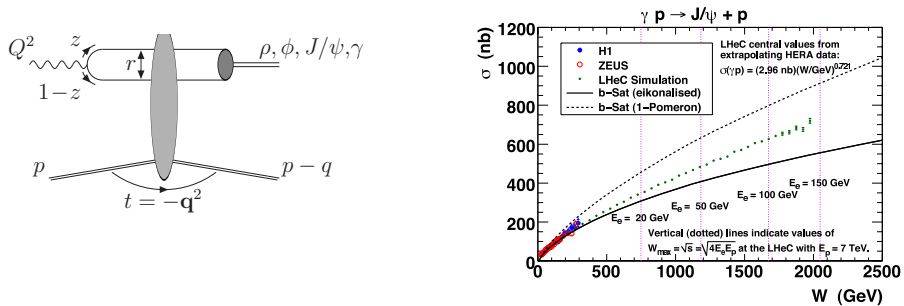 Q²
z
r
1−z
ρ, ϕ, J/ψ,γ
p
p − q
t = −q²
γ p → J/ψ + p
σ (nb)
1200
1000
800
600
400
200
0
H1
ZEUS
LHeC Simulation
b-Sat (eikonalised)
b-Sat (1-Pomeron)
LHeC central values from
extrapolating HERA data:
σ(γp) = (2.96 nb)(W/GeV)^0.721
E_e = 20 GeV
E_e = 50 GeV
E_e = 100 GeV
E_e = 150 GeV
Vertical (dotted) lines indicate values of
W_max = √s = √4E_eE_p at the LHeC with E_p = 7 TeV.
0 500 1000 1500 2000 2500
W (GeV)